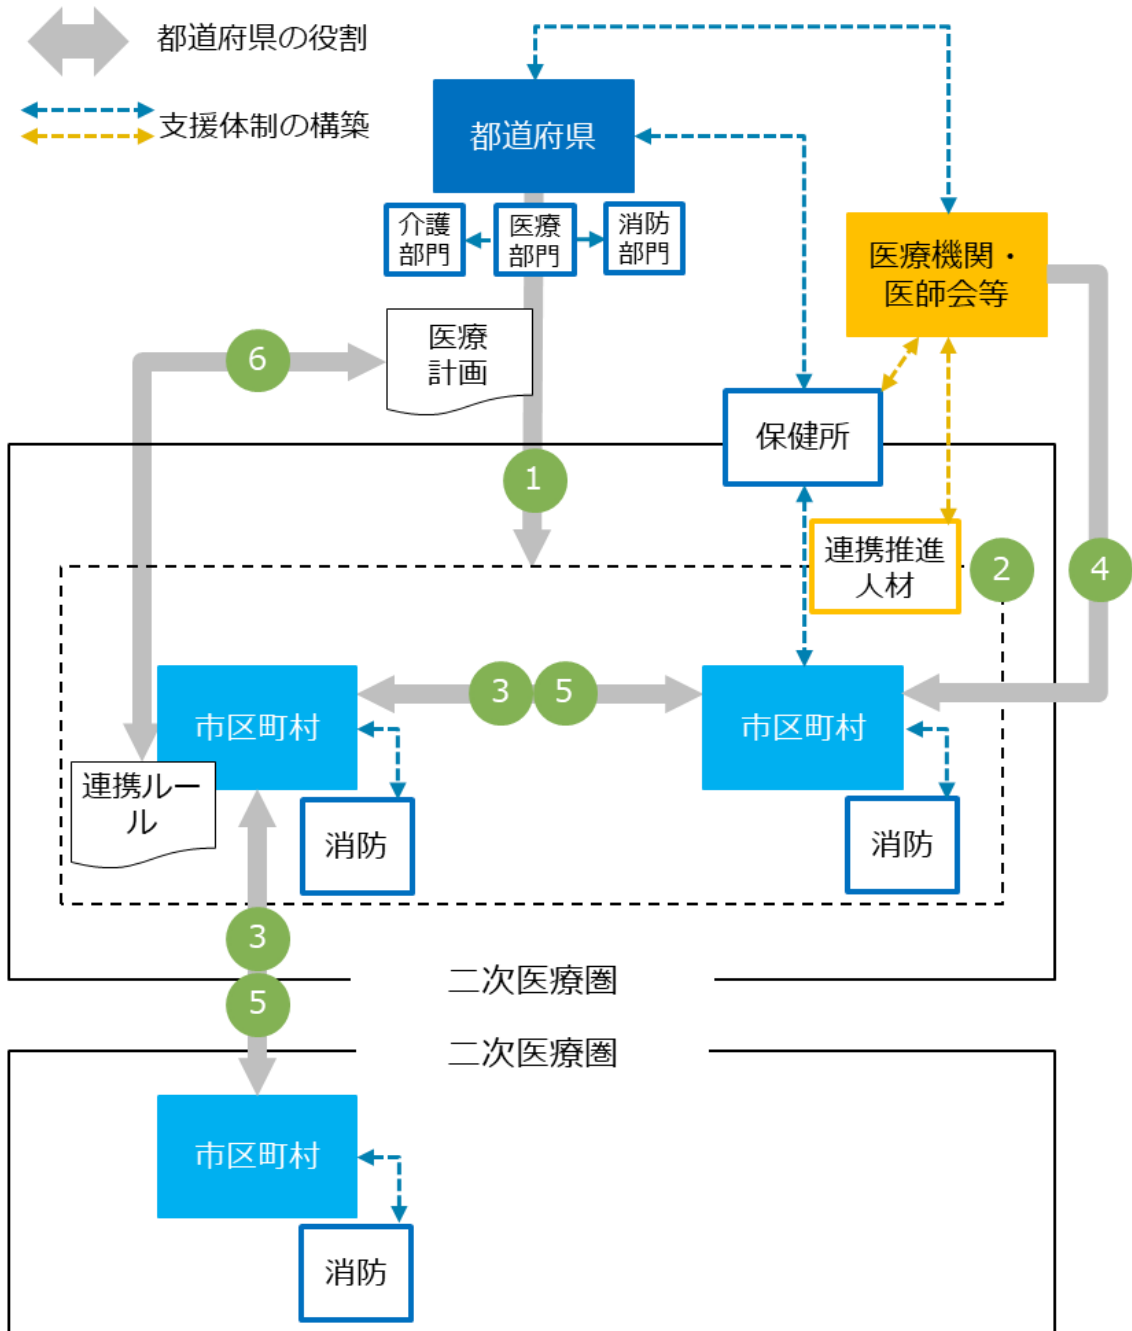 都道府県の役割
支援体制の構築
都道府県
介護
部門
医療
部門
消防
部門
医療機関・
医師会等
6
医療
計画
保健所
1
連携推進
人材
2
4
市区町村
3
5
市区町村
連携ルー
ル
消防
消防
3
二次医療圏
5
二次医療圏
市区町村
消防